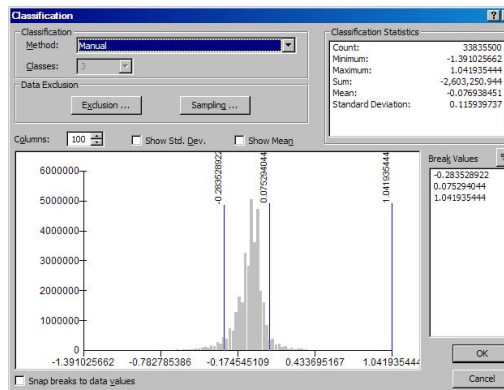 Classification
Classification
Method: Manual
Classes: 3
Data Exclusion
Exclusion ...
Sampling ...
Classification Statistics
Count: 33835500
Minimum: -1.391025662
Maximum: 1.041935444
Sum: -2,603,250.944
Mean: -0.076938451
Standard Deviation: 0.115939737
Columns: 100
Show Std. Dev.
Show Mean
Break Values
%
-0.283528922
0.075294044
1.041935444
-0.283528922
0.075294044
1.041935444
6000000
5000000
4000000
3000000
2000000
1000000
0
-1.391025662 -0.782785386 -0.174545109 0.433695167 1.041935444
OK
Snap breaks to data values
Cancel